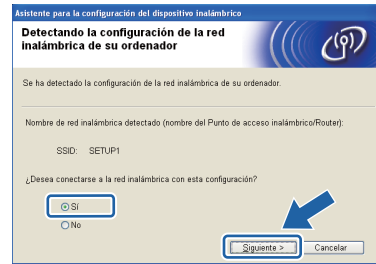 Asistente para la configuración del dispositivo inalámbrico
Detectando la configuración de la red
inalámbrica de su ordenador
Se ha detectado la configuración de la red inalámbrica de su ordenador.
Nombre de red inalámbrica detectado (nombre del Punto de acceso inalámbrico/Router):
SSID: SETUP1
¿Desea conectarse a la red inalámbrica con esta configuración?
Sí
No
Siguiente > Cancelar